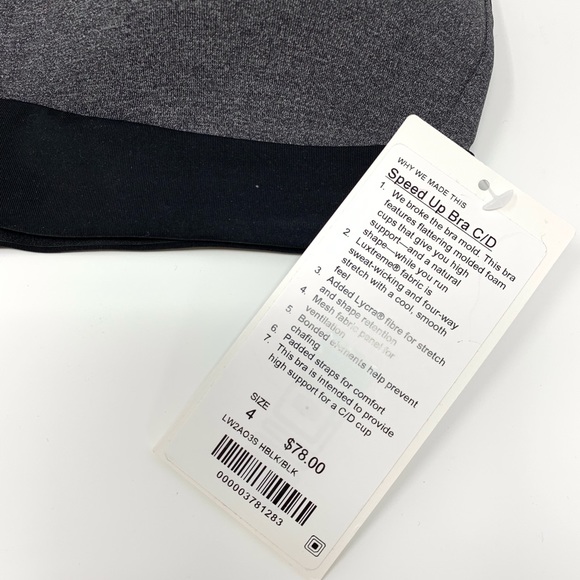 WHY WE MADE THIS
Speed Up Bra C/D
1. We broke the bra mold. This bra
features flattering molded foam
cups that give you high
support—and a natural
shape—while you run
2. Luxtreme® fabric is
sweat-wicking and four-way
stretch with a cool, smooth
feel
3. Added Lycra® fibre for stretch
and shape retention
4. Mesh fabric panel for
ventilation
5. Bonded elements help prevent
chafing
6. Padded straps for comfort
7. This bra is intended to provide
high support for a C/D cup
SIZE
4
$78.00
LW2AO3S HBLK/BLK
000003781283